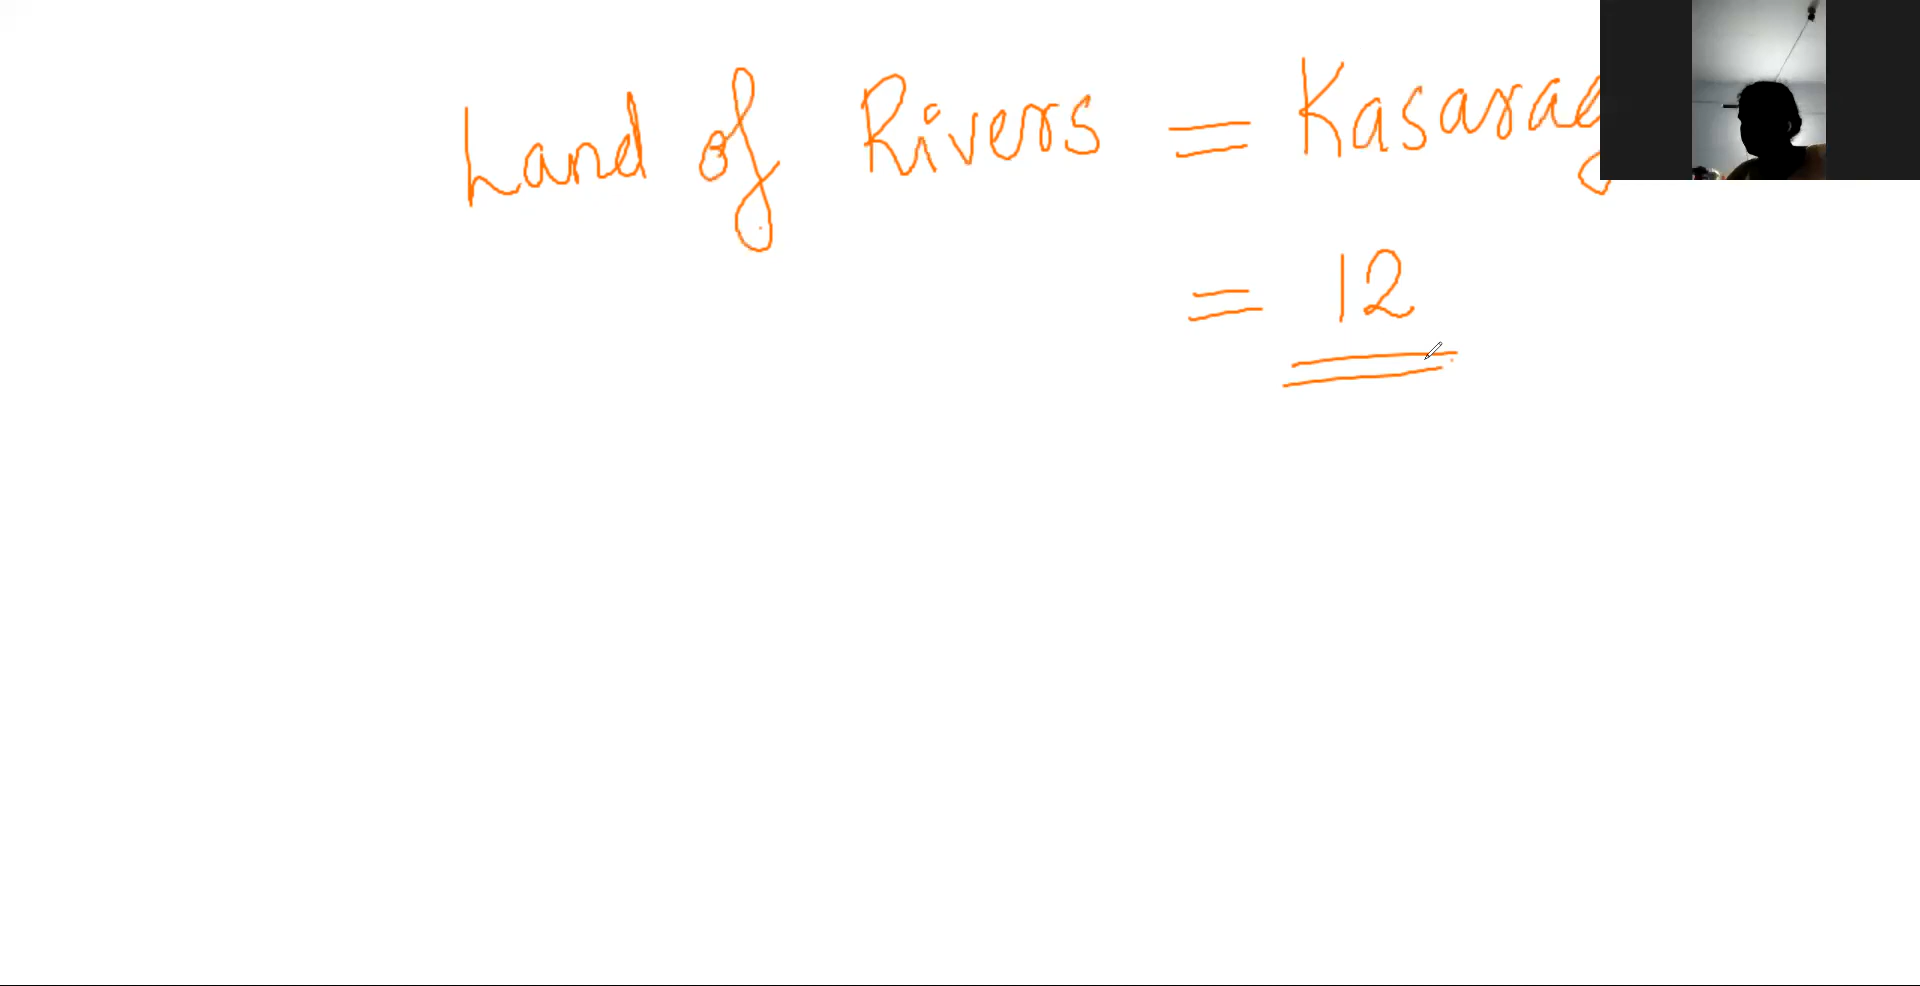 Land of Rivers = Kasarag
= 12